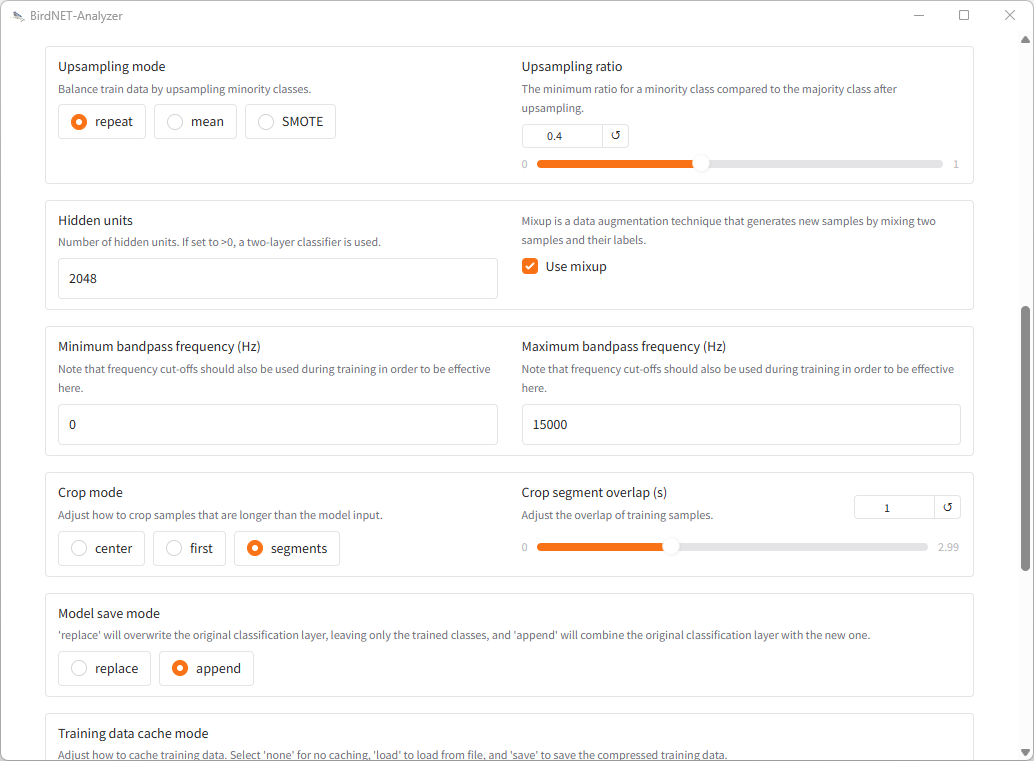 BirdNET-Analyzer
Upsampling mode
Balance train data by upsampling minority classes.
repeat
mean
SMOTE
Upsampling ratio
The minimum ratio for a minority class compared to the majority class after
upsampling.
0.4 ↺
0 1
Hidden units
Number of hidden units. If set to >0, a two-layer classifier is used.
2048
Mixup is a data augmentation technique that generates new samples by mixing two
samples and their labels.
Use mixup
Minimum bandpass frequency (Hz)
Note that frequency cut-offs should also be used during training in order to be effective
here.
0
Maximum bandpass frequency (Hz)
Note that frequency cut-offs should also be used during training in order to be effective
here.
15000
Crop mode
Adjust how to crop samples that are longer than the model input.
center
first
segments
Crop segment overlap (s)
Adjust the overlap of training samples.
1 ↺
0 2.99
Model save mode
'replace' will overwrite the original classification layer, leaving only the trained classes, and 'append' will combine the original classification layer with the new one.
replace
append
Training data cache mode
Adjust how to cache training data. Select 'none' for no caching, 'load' to load from file, and 'save' to save the compressed training data.